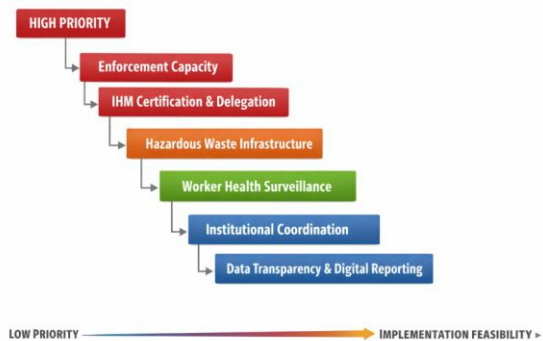 HIGH PRIORITY
Enforcement Capacity
IHM Certification & Delegation
Hazardous Waste Infrastructure
Worker Health Surveillance
Institutional Coordination
Data Transparency & Digital Reporting
LOW PRIORITY IMPLEMENTATION FEASIBILITY